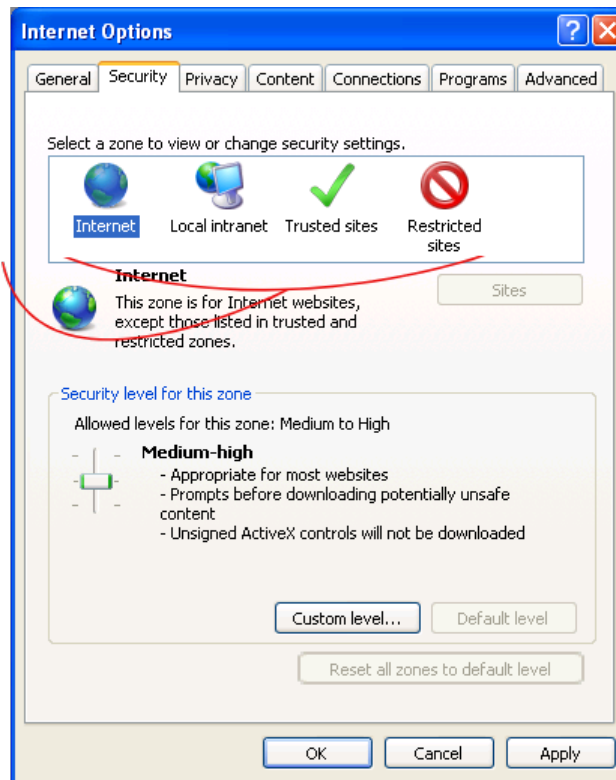 Internet Options
General Security Privacy Content Connections Programs Advanced
Select a zone to view or change security settings.
Internet Local intranet Trusted sites Restricted
sites
Internet
Sites
This zone is for Internet websites,
except those listed in trusted and
restricted zones.
Security level for this zone
Allowed levels for this zone: Medium to High
Medium-high
- Appropriate for most websites
- Prompts before downloading potentially unsafe
content
- Unsigned ActiveX controls will not be downloaded
Custom level... Default level
Reset all zones to default level
OK Cancel Apply